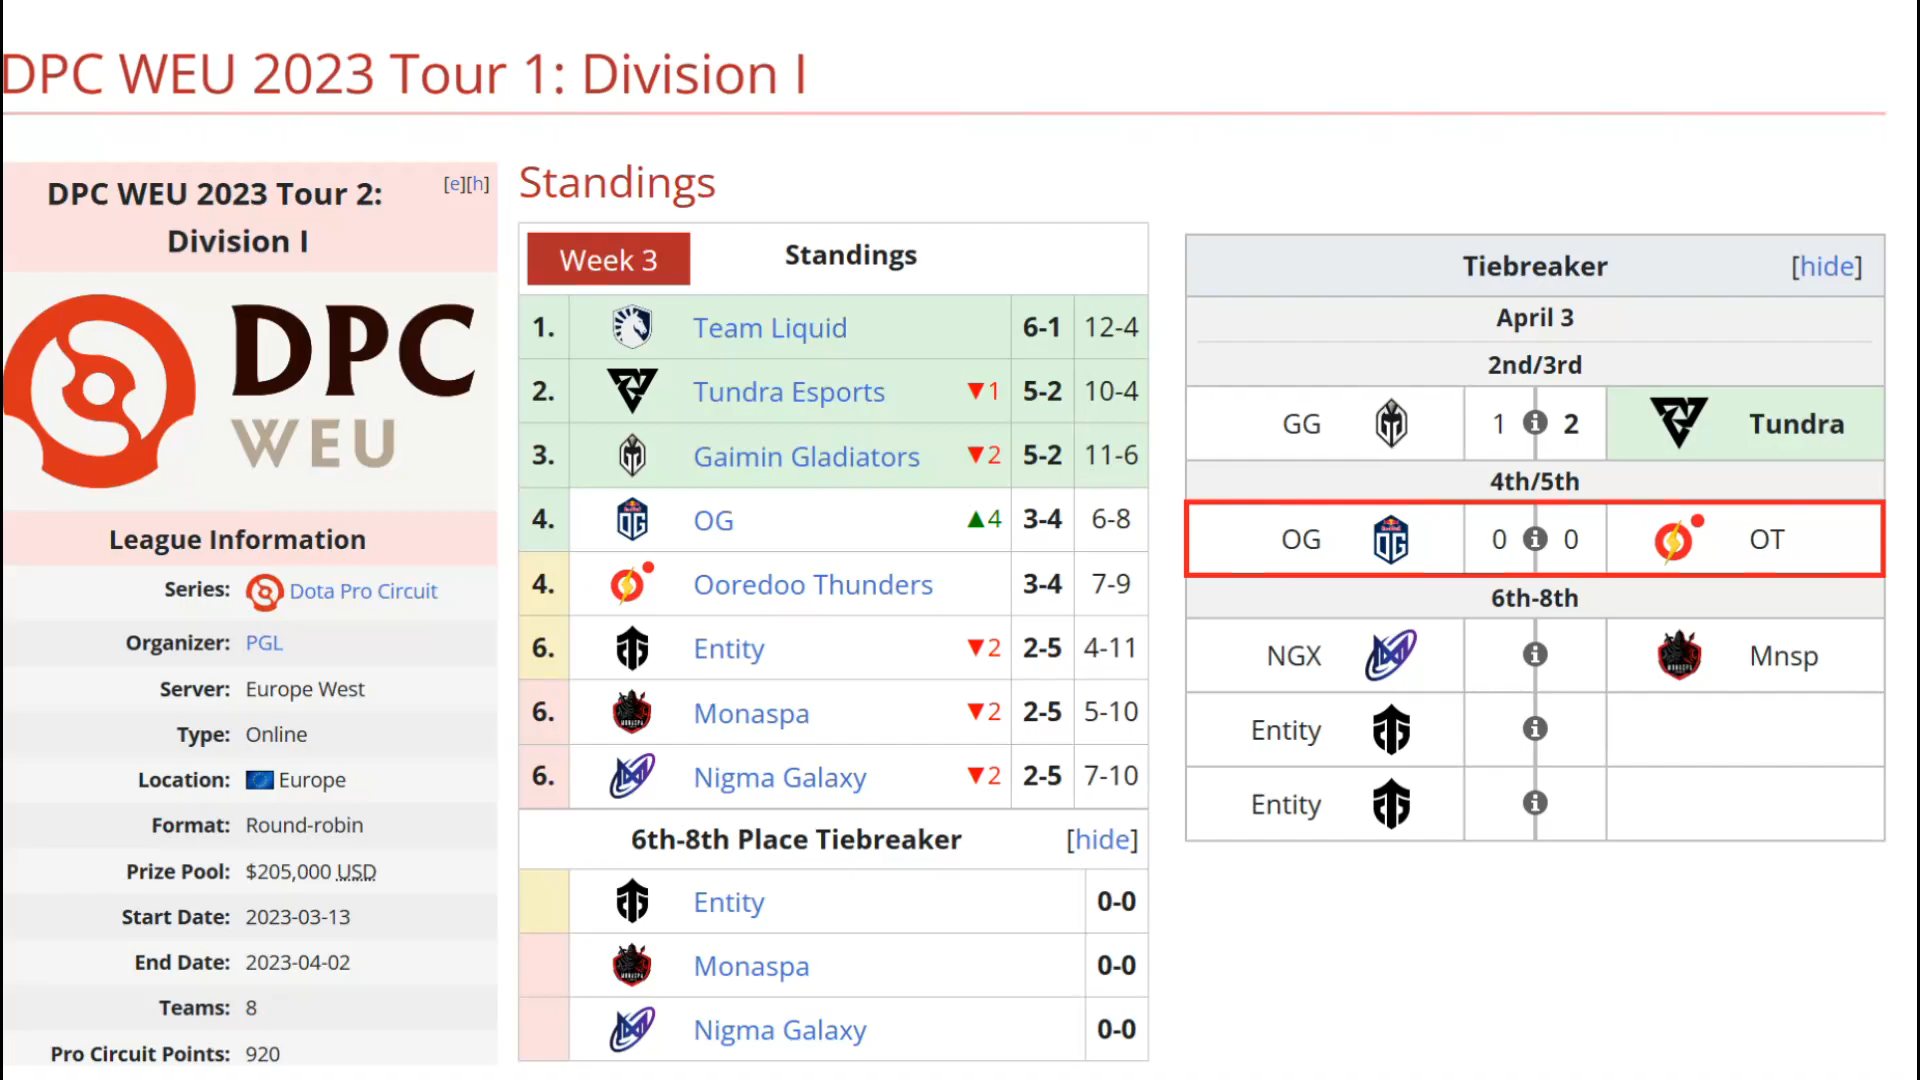 DPC WEU 2023 Tour 1: Division I
DPC WEU 2023 Tour 2:
Division I
[e][h]
DPC
WEU
League Information
Series: Dota Pro Circuit
Organizer: PGL
Server: Europe West
Type: Online
Location: Europe
Format: Round-robin
Prize Pool: $205,000 USD
Start Date: 2023-03-13
End Date: 2023-04-02
Teams: 8
Pro Circuit Points: 920
Standings
Week 3 Standings
1. Team Liquid 6-1 12-4
2. Tundra Esports ▼1 5-2 10-4
3. Gaimin Gladiators ▼2 5-2 11-6
4. OG ▲4 3-4 6-8
4. Ooredoo Thunders 3-4 7-9
6. Entity ▼2 2-5 4-11
6. Monaspa ▼2 2-5 5-10
6. Nigma Galaxy ▼2 2-5 7-10
6th-8th Place Tiebreaker [hide]
Entity 0-0
Monaspa 0-0
Nigma Galaxy 0-0
Tiebreaker [hide]
April 3
2nd/3rd
GG 1 2 Tundra
4th/5th
OG 0 0 OT
6th-8th
NGX Mnsp
Entity
Entity